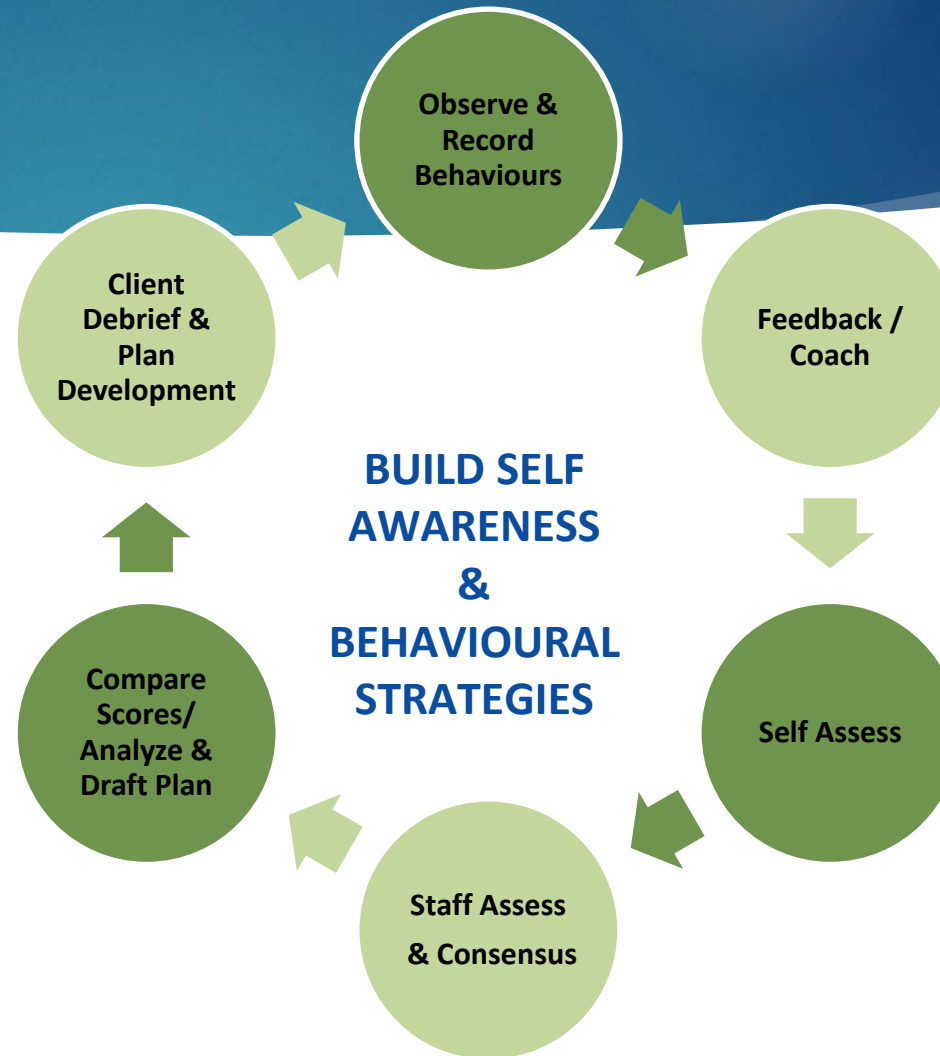 Observe &
Record
Behaviours
Feedback /
Coach
Self Assess
Staff Assess
& Consensus
Compare
Scores/
Analyze &
Draft Plan
Client
Debrief &
Plan
Development
BUILD SELF
AWARENESS
&
BEHAVIOURAL
STRATEGIES